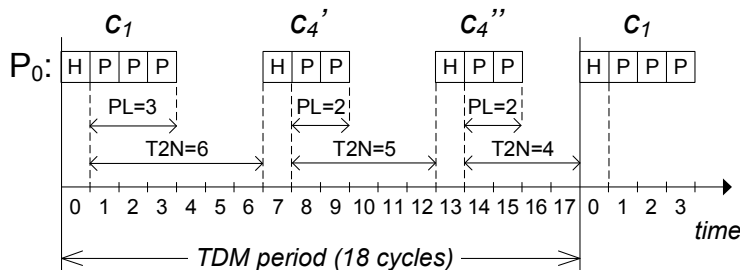 c1 c4' c4'' c1
P0: H P P P H P P H P P H P P P
PL=3 PL=2 PL=2
T2N=6 T2N=5 T2N=4
0 1 2 3 4 5 6 7 8 9 10 11 12 13 14 15 16 17 0 1 2 3
time
TDM period (18 cycles)